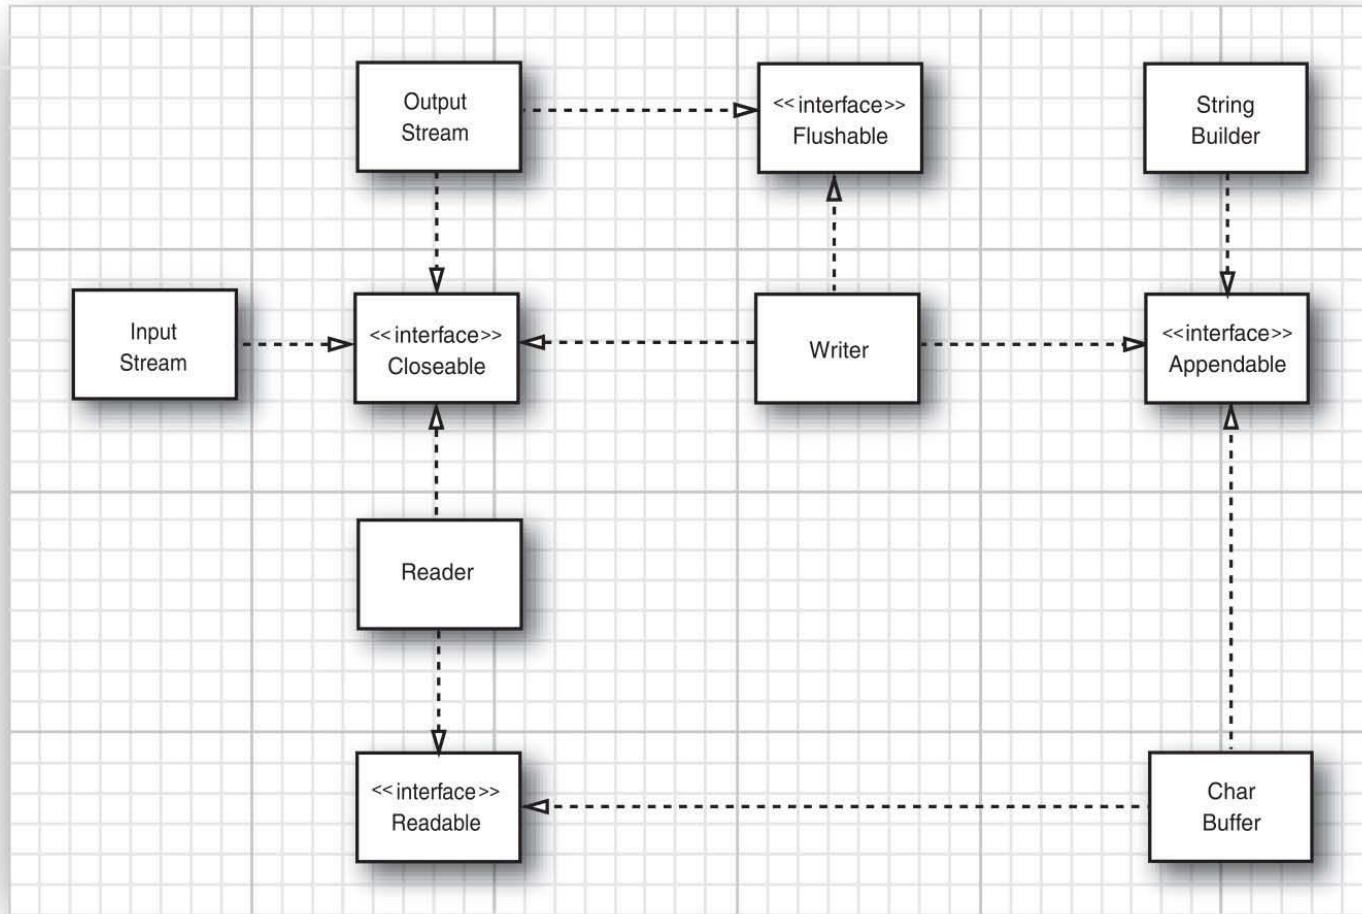 Output
Stream
<<interface>>
Flushable
String
Builder
Input
Stream
<<interface>>
Closeable
Writer
<<interface>>
Appendable
Reader
<<interface>>
Readable
Char
Buffer